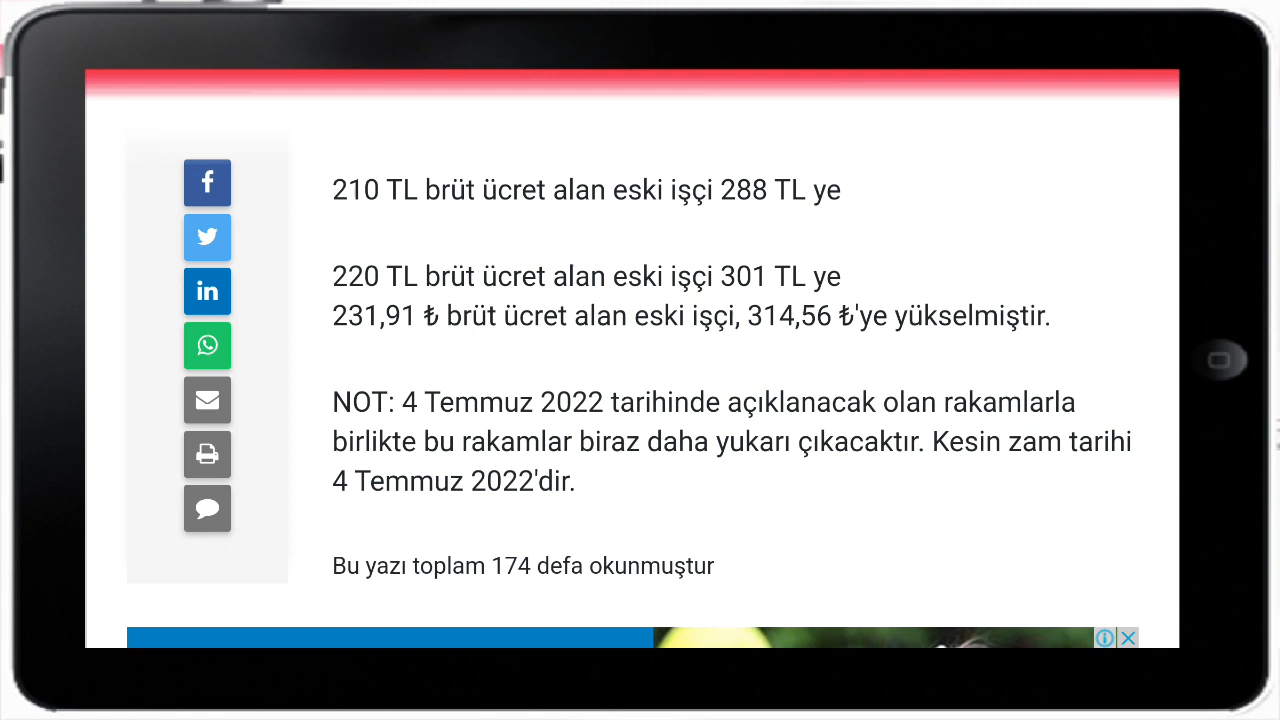 210 TL brüt ücret alan eski işçi 288 TL ye
220 TL brüt ücret alan eski işçi 301 TL ye
231,91 ₺ brüt ücret alan eski işçi, 314,56 ₺'ye yükselmiştir.
NOT: 4 Temmuz 2022 tarihinde açıklanacak olan rakamlarla
birlikte bu rakamlar biraz daha yukarı çıkacaktır. Kesin zam tarihi
4 Temmuz 2022'dir.
Bu yazı toplam 174 defa okunmuştur